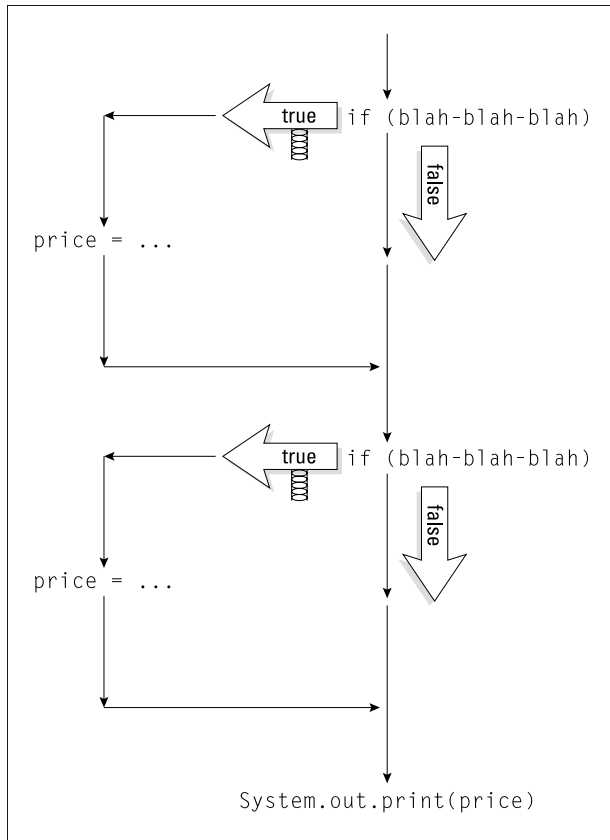 true if (blah-blah-blah)
false
price = ...
true if (blah-blah-blah)
false
price = ...
System.out.print(price)